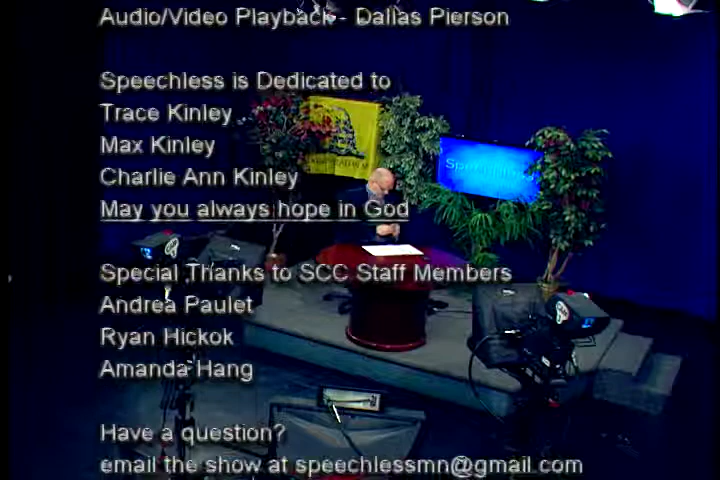 Audio/Video Playback - Dallas Pierson
Speechless is Dedicated to
Trace Kinley
Max Kinley
Charlie Ann Kinley
May you always hope in God
Special Thanks to SCC Staff Members
Andrea Paulet
Ryan Hickok
Amanda Hang
Have a question?
email the show at speechlessmn@gmail.com